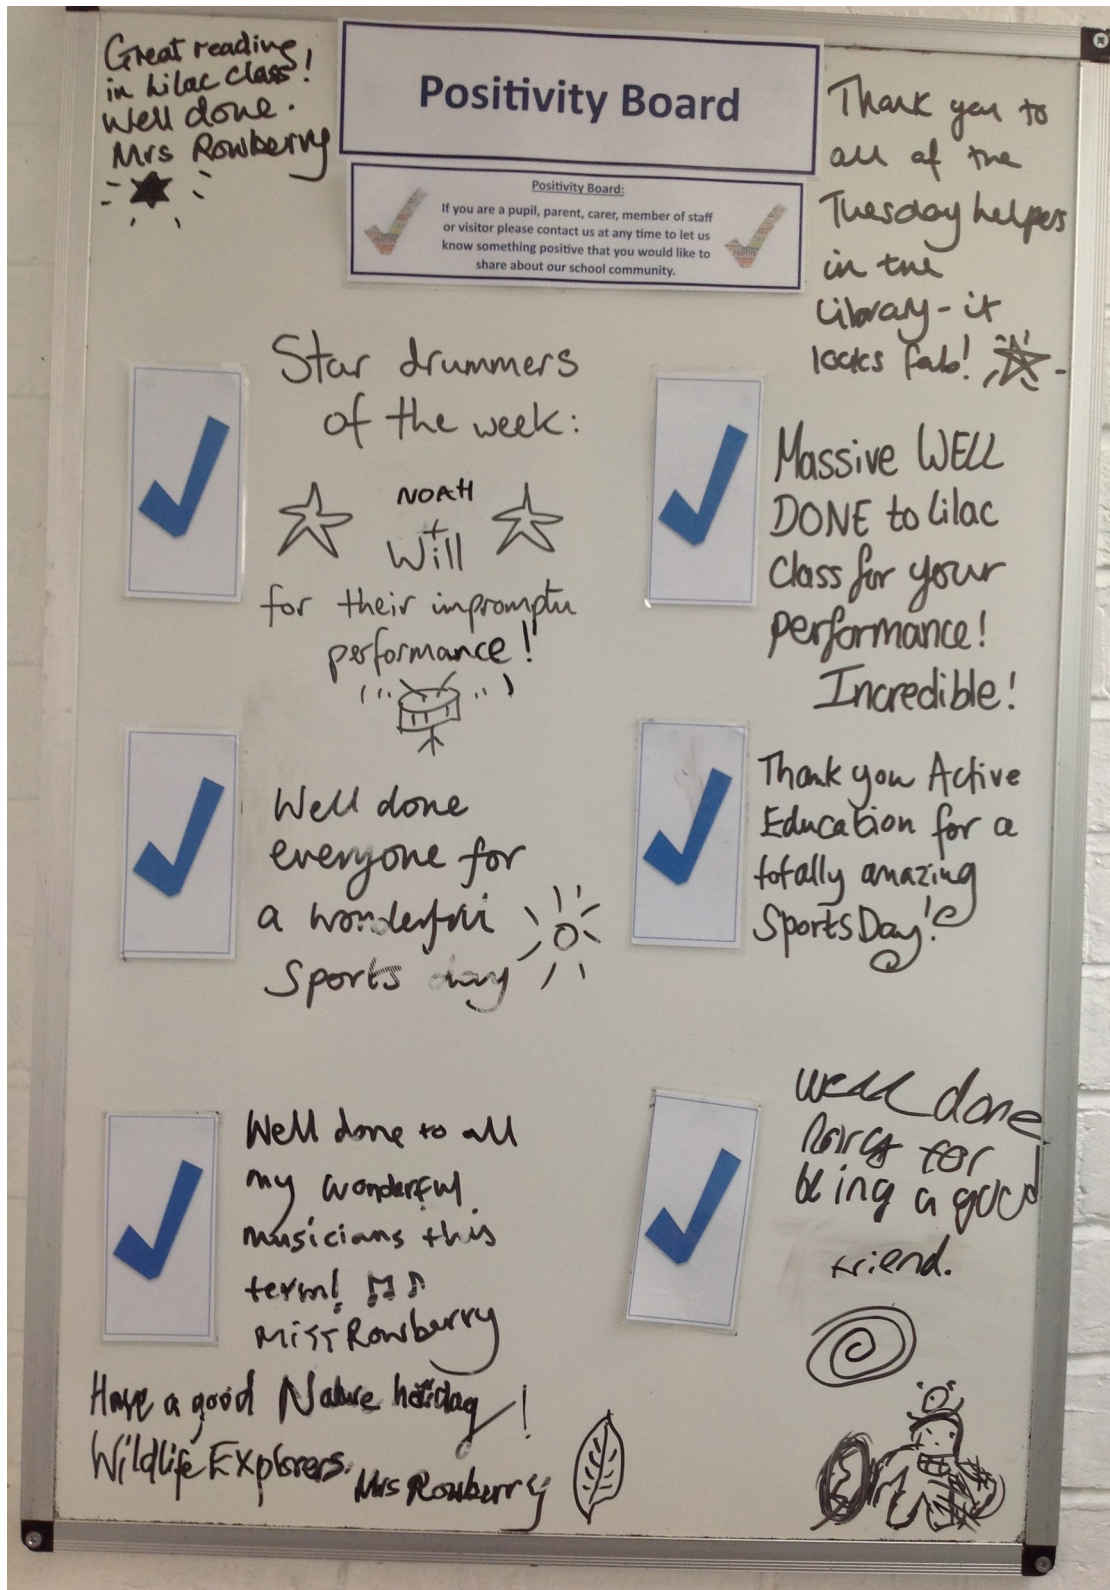 Great reading
in Lilac Class!
Well done.
Mrs Rowberry
Positivity Board
Positivity Board:
If you are a pupil, parent, carer, member of staff
or visitor please contact us at any time to let us
know something positive that you would like to
share about our school community.
Thank you to
all of the
Tuesday helpers
in the
Library - it
looks fab!
Star drummers
of the week:
NOAH
+
Will
for their impromptu
performance!
Massive WELL
DONE to Lilac
Class for your
performance!
Incredible!
Well done
everyone for
a wonderful
Sports day
Thank you Active
Education for a
totally amazing
Sports Day!
Well done to all
my wonderful
musicians this
term!
Miss Rowberry
well done
for
being a good
friend.
Have a good Nature holiday!
Wildlife Explorers.
Mrs Rowberry